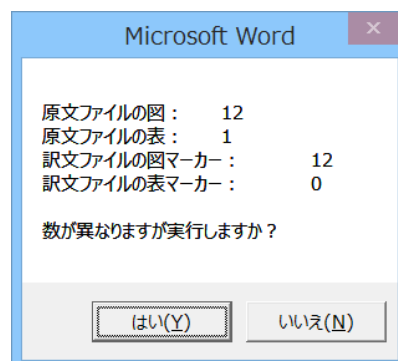 Microsoft Word
原文ファイルの図： 12
原文ファイルの表： 1
訳文ファイルの図マーカー： 12
訳文ファイルの表マーカー： 0
数が異なりますが実行しますか？
はい(Y) いいえ(N)